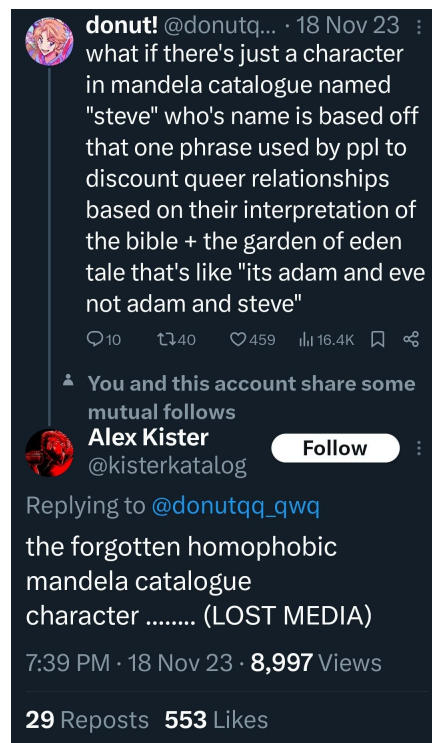 donut! @donutq... · 18 Nov 23
what if there's just a character
in mandela catalogue named
"steve" who's name is based off
that one phrase used by ppl to
discount queer relationships
based on their interpretation of
the bible + the garden of eden
tale that's like "its adam and eve
not adam and steve"
10 40 459 16.4K
You and this account share some
mutual follows
Alex Kister
Follow
@kisterkatalog
Replying to @donutqq_qwq
the forgotten homophobic
mandela catalogue
character ........ (LOST MEDIA)
7:39 PM · 18 Nov 23 · 8,997 Views
29 Reposts 553 Likes